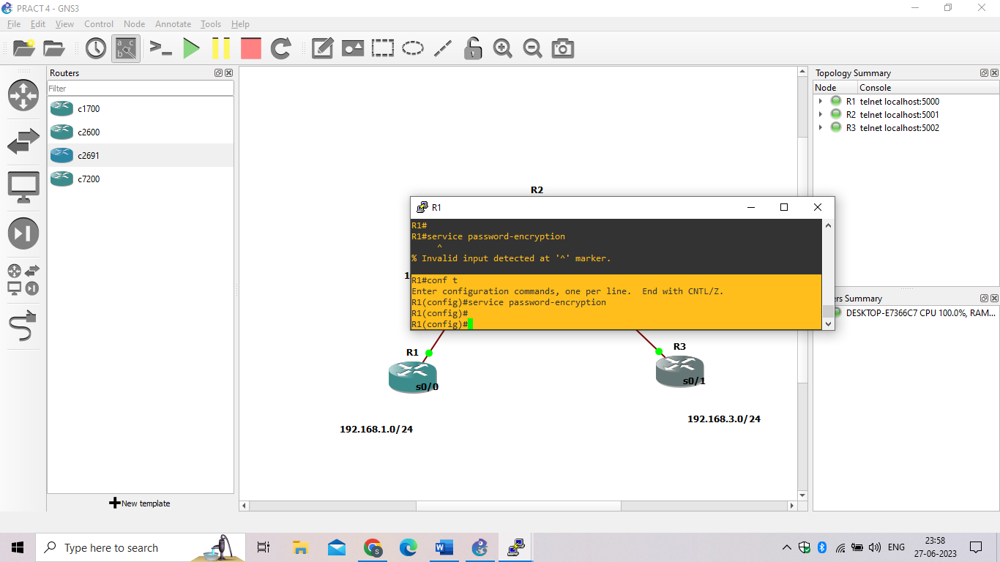 PRACT 4 - GNS3
File Edit View Control Node Annotate Tools Help
Routers
Filter
c1700
c2600
c2691
c7200
New template
R2
R1
R1#
R1#service password-encryption
^
% Invalid input detected at '^' marker.
R1#conf t
Enter configuration commands, one per line.  End with CNTL/Z.
R1(config)#service password-encryption
R1(config)#
R1(config)#
1
R1
s0/0
192.168.1.0/24
R3
s0/1
192.168.3.0/24
Topology Summary
Node Console
R1 telnet localhost:5000
R2 telnet localhost:5001
R3 telnet localhost:5002
ers Summary
DESKTOP-E7366C7 CPU 100.0%, RAM...
Type here to search
ENG
23:58
27-06-2023